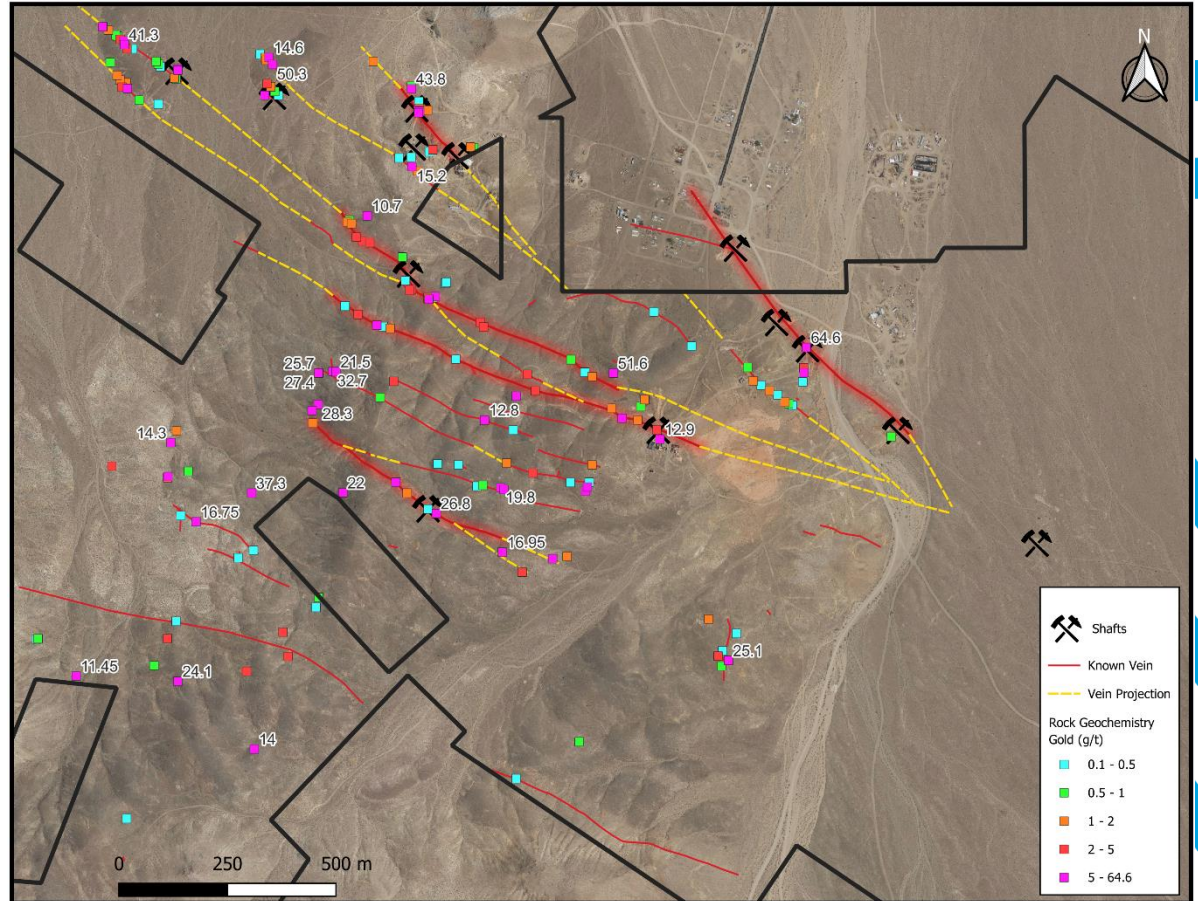 N
41.3
14.6
50.3
43.8
15.2
10.7
64.6
51.6
25.7
21.5
27.4
32.7
28.3
12.8
12.9
14.3
37.3
22
19.8
26.8
16.75
16.95
25.1
11.45
24.1
14
Shafts
Known Vein
Vein Projection
Rock Geochemistry
Gold (g/t)
0.1 - 0.5
0.5 - 1
1 - 2
2 - 5
5 - 64.6
0 250 500 m